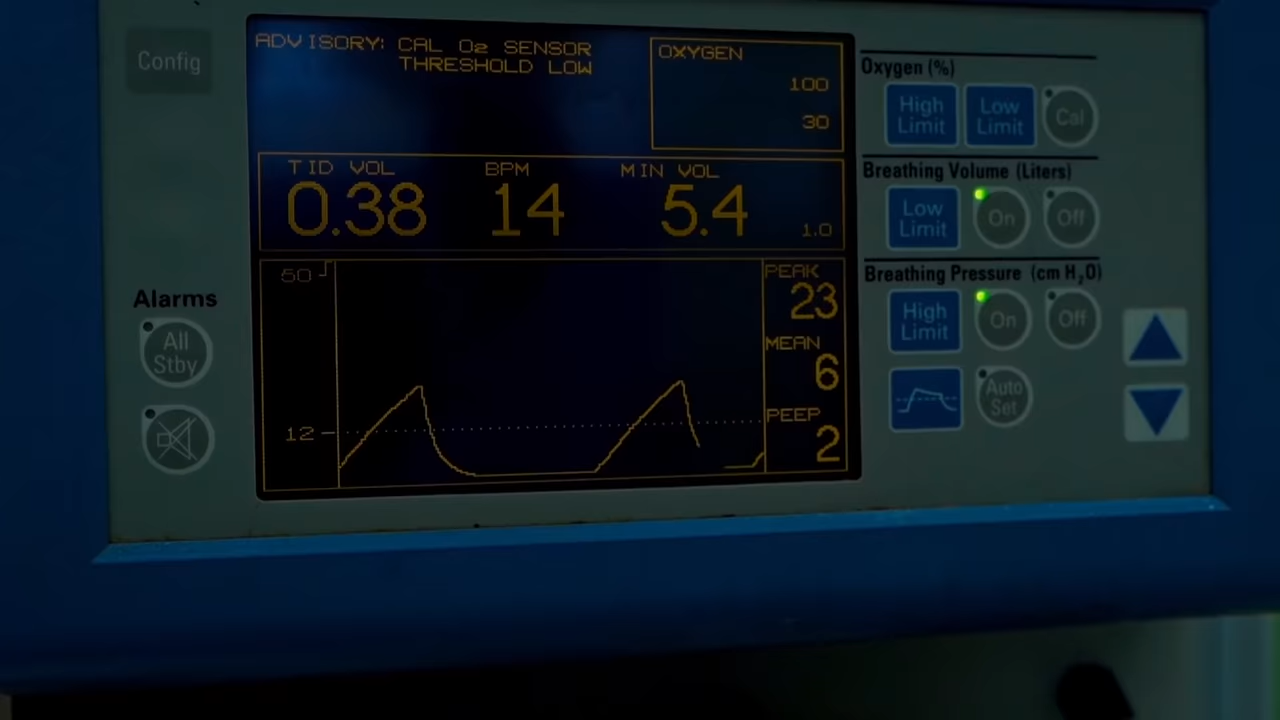 Config
ADVISORY: CAL O2 SENSOR
THRESHOLD LOW
OXYGEN
100
30
TID VOL BPM MIN VOL
0.38 14 5.4 1.0
50
12
PEAK
23
MEAN
6
PEEP
2
Alarms
All
Stby
Oxygen (%)
High
Limit
Low
Limit
Cal
Breathing Volume (Liters)
Low
Limit
On
Off
Breathing Pressure (cm H₂O)
High
Limit
On
Off
Auto
Set